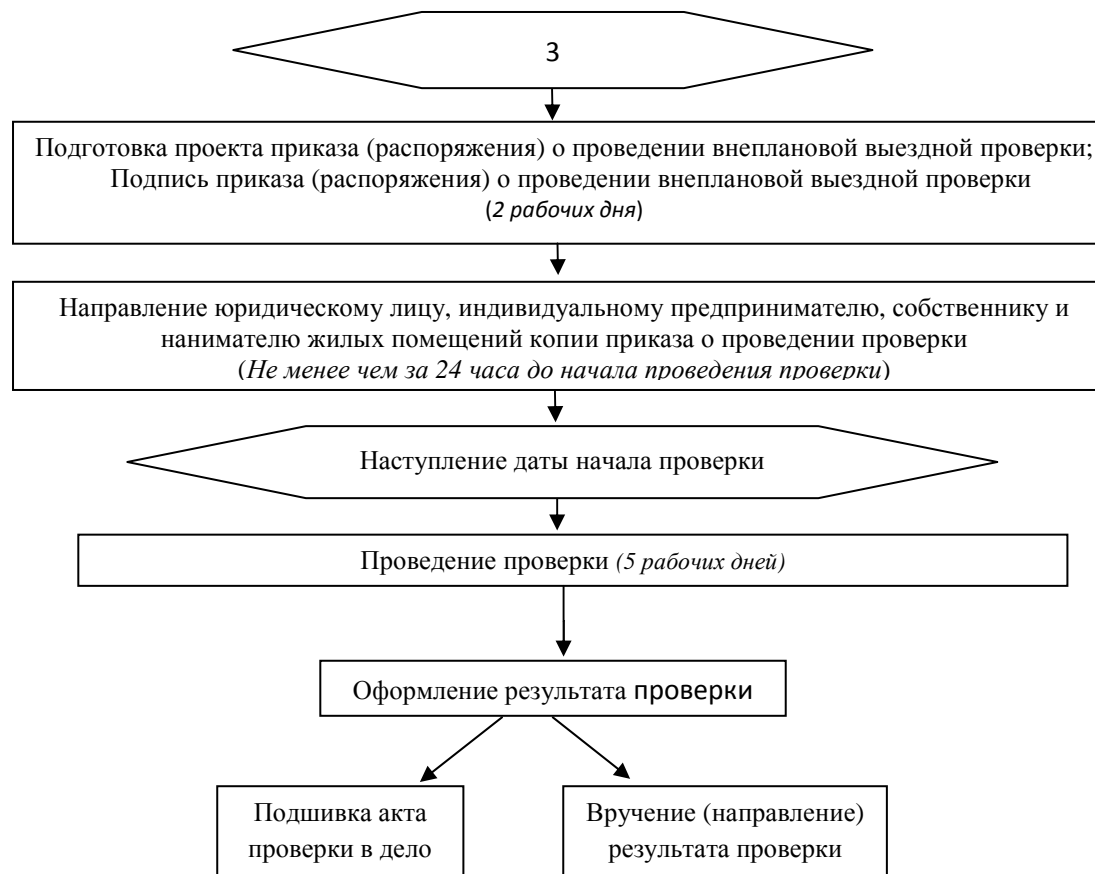 3
Подготовка проекта приказа (распоряжения) о проведении внеплановой выездной проверки;
Подпись приказа (распоряжения) о проведении внеплановой выездной проверки
(2 рабочих дня)
Направление юридическому лицу, индивидуальному предпринимателю, собственнику и
нанимателю жилых помещений копии приказа о проведении проверки
(Не менее чем за 24 часа до начала проведения проверки)
Наступление даты начала проверки
Проведение проверки (5 рабочих дней)
Оформление результата проверки
Подшивка акта
проверки в дело
Вручение (направление)
результата проверки